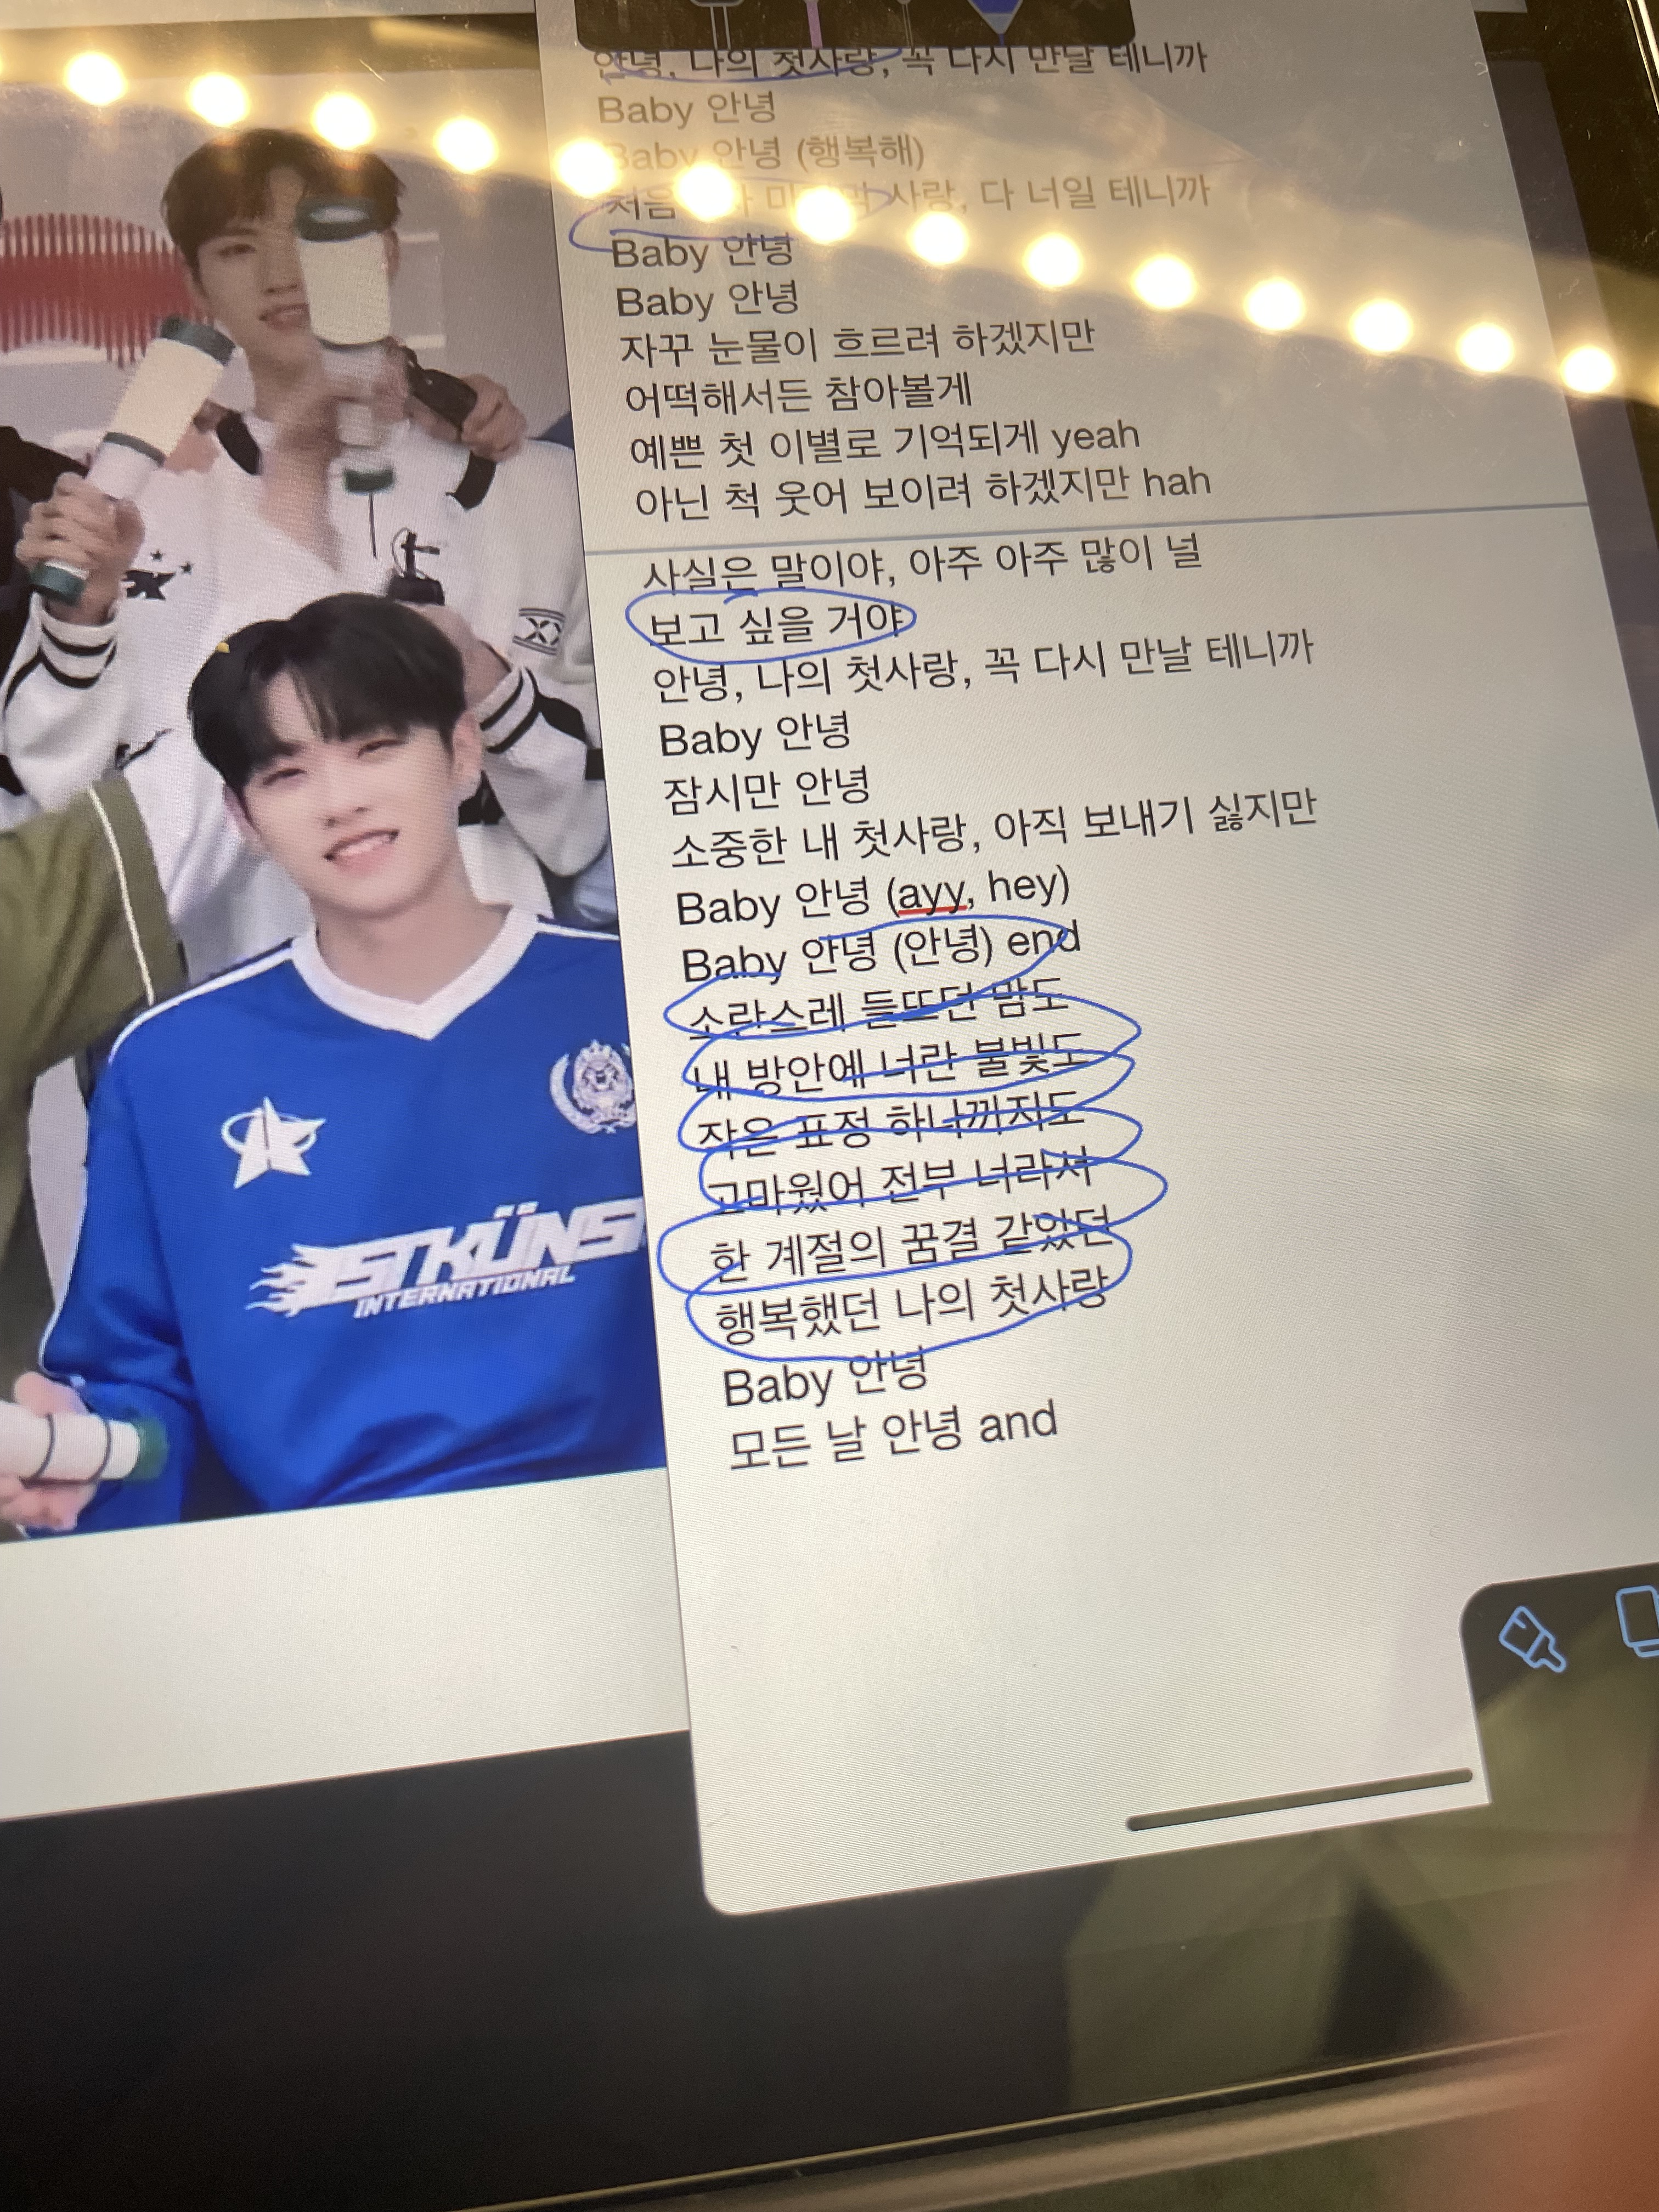 안녕, 나의 첫사랑, 꼭 다시 만날 테니까
Baby 안녕
Baby 안녕 (행복해)
처음 사랑, 다 너일 테니까
Baby 안녕
Baby 안녕
자꾸 눈물이 흐르려 하겠지만
어떡해서든 참아볼게
예쁜 첫 이별로 기억되게 yeah
아닌 척 웃어 보이려 하겠지만 hah
사실은 말이야, 아주 아주 많이 널
보고 싶을 거야
안녕, 나의 첫사랑, 꼭 다시 만날 테니까
Baby 안녕
잠시만 안녕
소중한 내 첫사랑, 아직 보내기 싫지만
Baby 안녕 (ayy, hey)
Baby 안녕 (안녕) end
소란스레 들뜨던 맘도
내 방안에 너란 불빛도
작은 표정 하나까지도
고마웠어 전부 너라서
한 계절의 꿈결 같았던
행복했던 나의 첫사랑
Baby 안녕
모든 날 안녕 and
ISTKÜNS
INTERNATIONAL